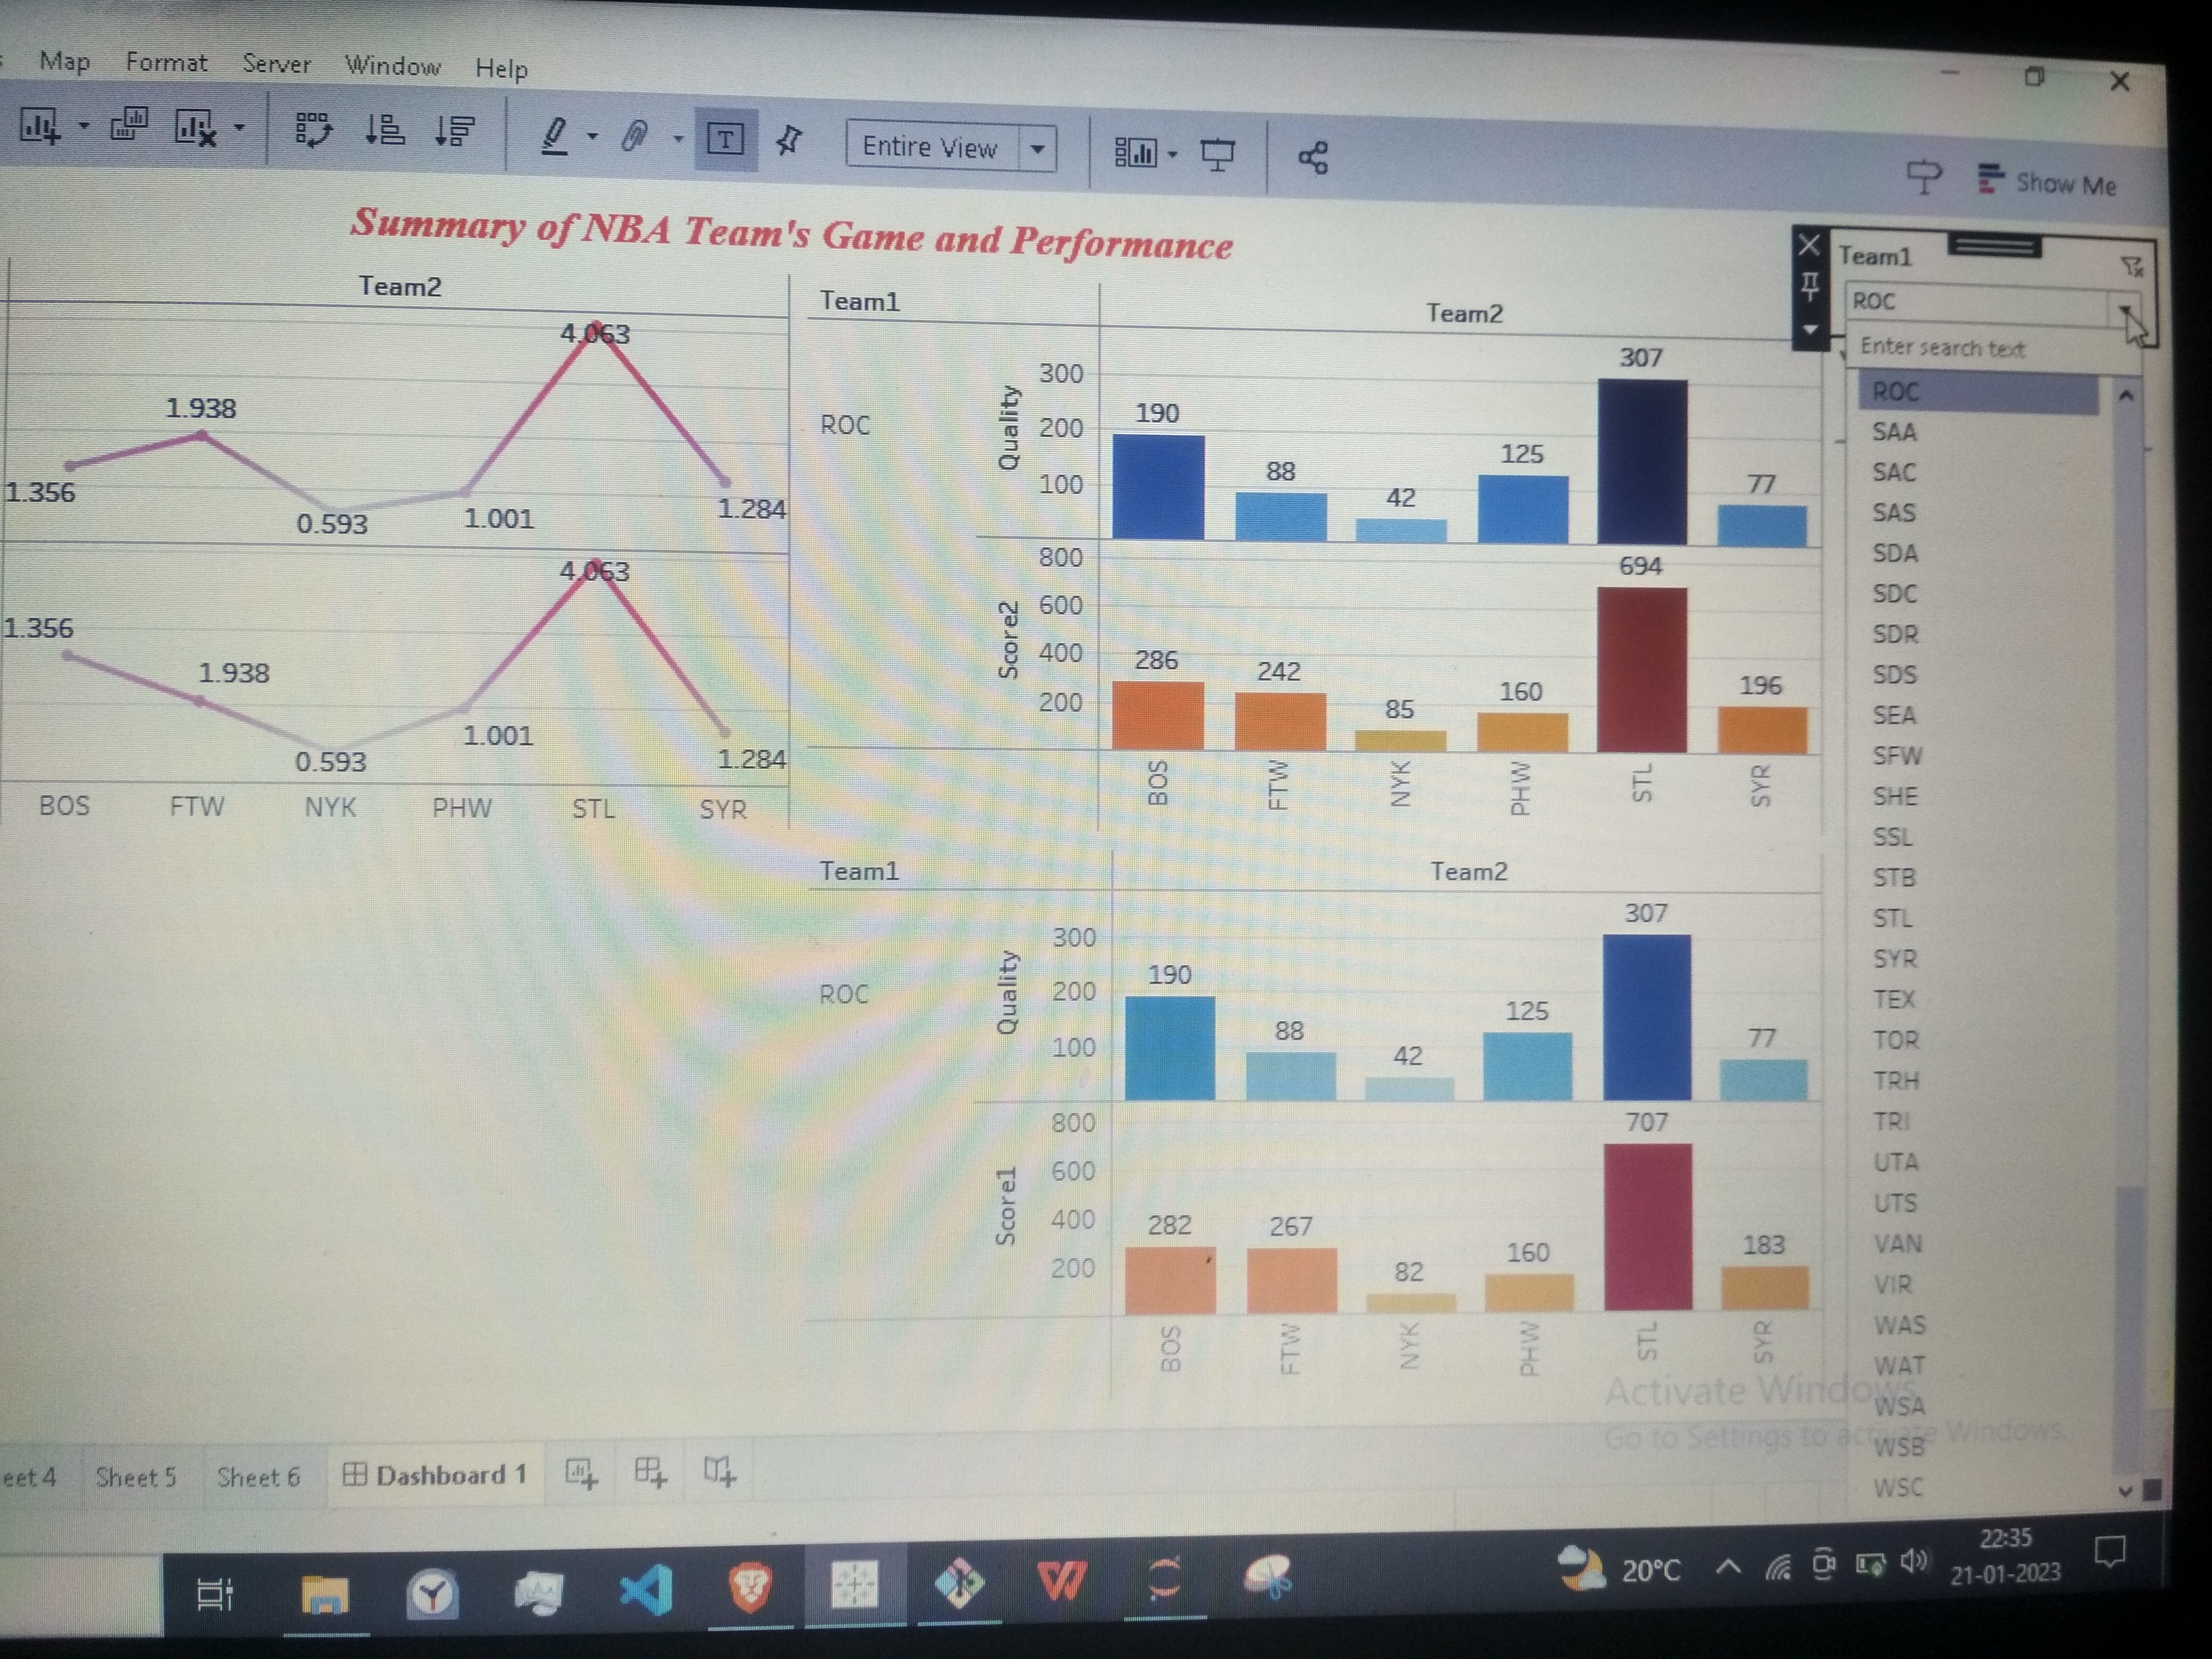 Map Format Server Window Help
Entire View
Show Me
Summary of NBA Team's Game and Performance
Team2
4.063
1.938
1.356
0.593
1.001
1.284
4.063
1.356
1.938
0.593
1.001
1.284
BOS FTW NYK PHW STL SYR
Team1
Team2
ROC
Quality
300
200
100
190 88 42 125 307 77
Score2
800
600
400
200
286 242 85 160 694 196
BOS FTW NYK PHW STL SYR
Team1
Team2
ROC
Quality
300
200
100
190 88 42 125 307 77
Score1
800
600
400
200
282 267 82 160 707 183
BOS FTW NYK PHW STL SYR
Team1
ROC
Enter search text
ROC
SAA
SAC
SAS
SDA
SDC
SDR
SDS
SEA
SFW
SHE
SSL
STB
STL
SYR
TEX
TOR
TRH
TRI
UTA
UTS
VAN
VIR
WAS
WAT
WSA
WSB
WSC
Activate Windows
Go to Settings to activate Windows.
eet 4 Sheet 5 Sheet 6 Dashboard 1
20°C
22:35
21-01-2023